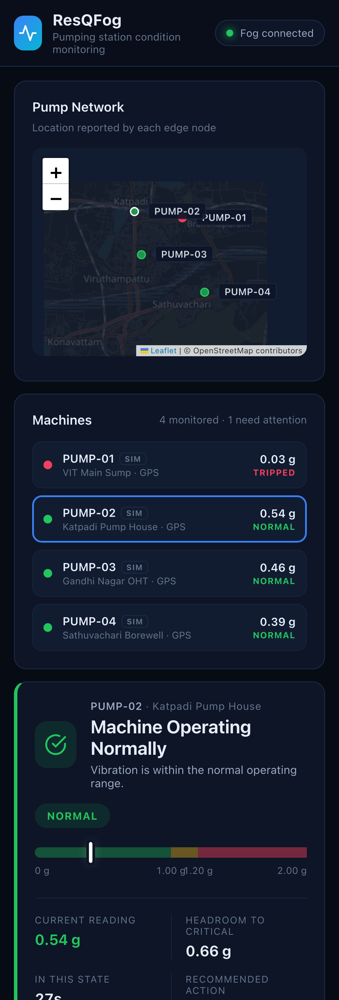 ResQFog
Pumping station condition
monitoring
Fog connected
Pump Network
Location reported by each edge node
+
−
Katpadi
PUMP-02
PUMP-01
PUMP-03
Viruthampattu
PUMP-04
Sathuvachari
Konavattam
Leaflet | © OpenStreetMap contributors
Machines
4 monitored · 1 need attention
PUMP-01 SIM
0.03 g
VIT Main Sump · GPS
TRIPPED
PUMP-02 SIM
0.54 g
Katpadi Pump House · GPS
NORMAL
PUMP-03 SIM
0.46 g
Gandhi Nagar OHT · GPS
NORMAL
PUMP-04 SIM
0.39 g
Sathuvachari Borewell · GPS
NORMAL
PUMP-02 · Katpadi Pump House
Machine Operating
Normally
Vibration is within the normal operating
range.
NORMAL
0 g
1.00 g
1.20 g
2.00 g
CURRENT READING
0.54 g
HEADROOM TO
CRITICAL
0.66 g
IN THIS STATE
27s
RECOMMENDED
ACTION